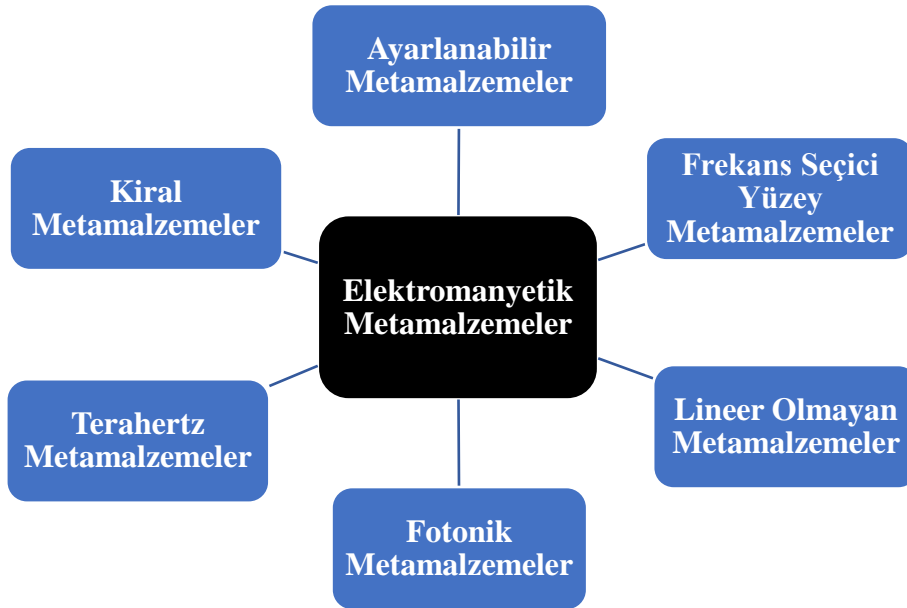 Ayarlanabilir
Metamalzemeler
Kiral
Metamalzemeler
Frekans Seçici
Yüzey
Metamalzemeler
Elektromanyetik
Metamalzemeler
Terahertz
Metamalzemeler
Lineer Olmayan
Metamalzemeler
Fotonik
Metamalzemeler